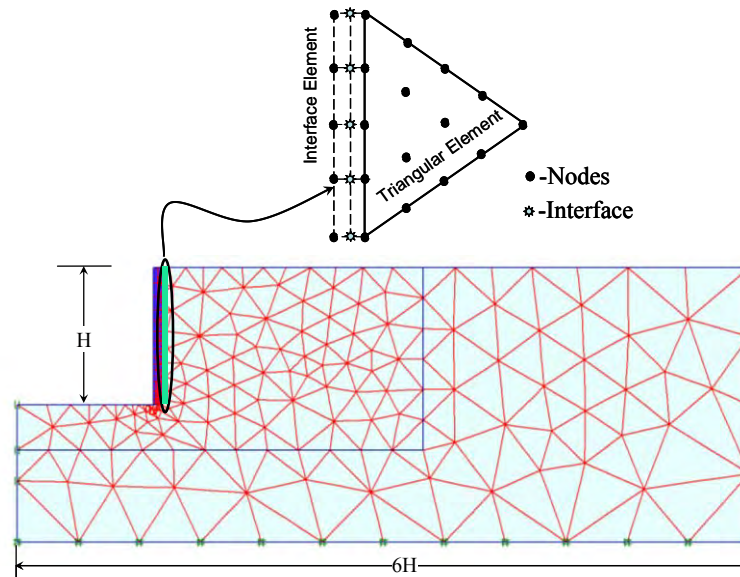 Interface Element
Triangular Element
-Nodes
-Interface
H
6H